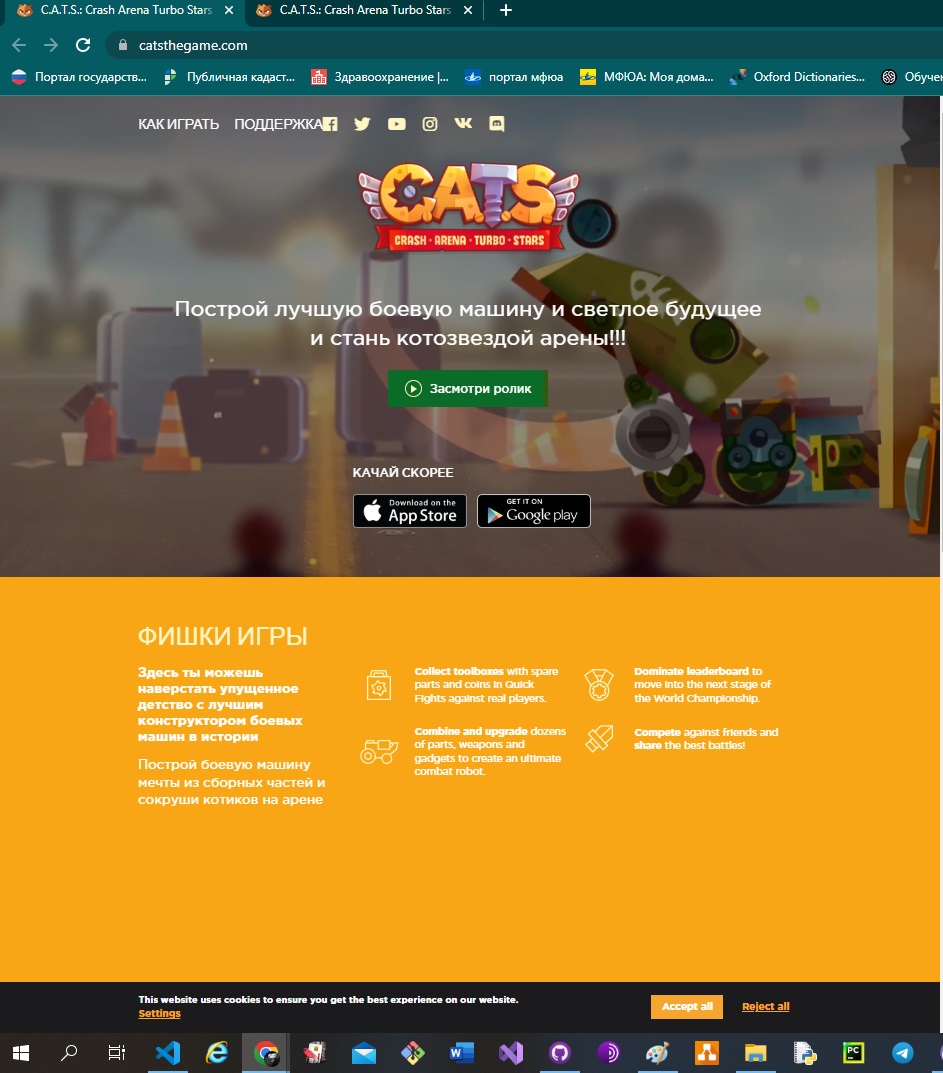 C.A.T.S.: Crash Arena Turbo Stars
C.A.T.S.: Crash Arena Turbo Stars
catsthegame.com
Портал государств...
Публичная кадаст...
Здравоохранение |...
портал мфюа
МФЮА: Моя дома...
Oxford Dictionaries...
Обучен
КАК ИГРАТЬ ПОДДЕРЖКА
C.A.T.S.
CRASH · ARENA · TURBO · STARS
Построй лучшую боевую машину и светлое будущее
и стань котозвездой арены!!!
Засмотри ролик
КАЧАЙ СКОРЕЕ
Download on the
App Store
GET IT ON
Google play
ФИШКИ ИГРЫ
Здесь ты можешь
наверстать упущенное
детство с лучшим
конструктором боевых
машин в истории
Построй боевую машину
мечты из сборных частей и
сокруши котиков на арене
Collect toolboxes with spare
parts and coins in Quick
Fights against real players.
Combine and upgrade dozens
of parts, weapons and
gadgets to create an ultimate
combat robot.
Dominate leaderboard to
move into the next stage of
the World Championship.
Compete against friends and
share the best battles!
This website uses cookies to ensure you get the best experience on our website.
Settings
Accept all
Reject all
PC